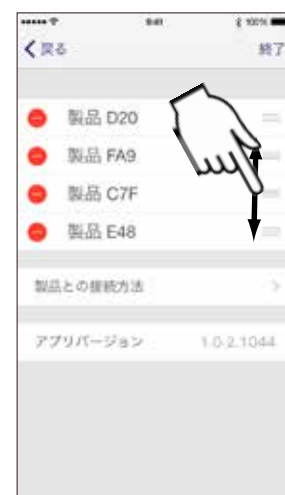 9:41 100%
戻る 終了
製品 D20
製品 FA9
製品 C7F
製品 E48
製品との接続方法
アプリバージョン 1.0.2.1044